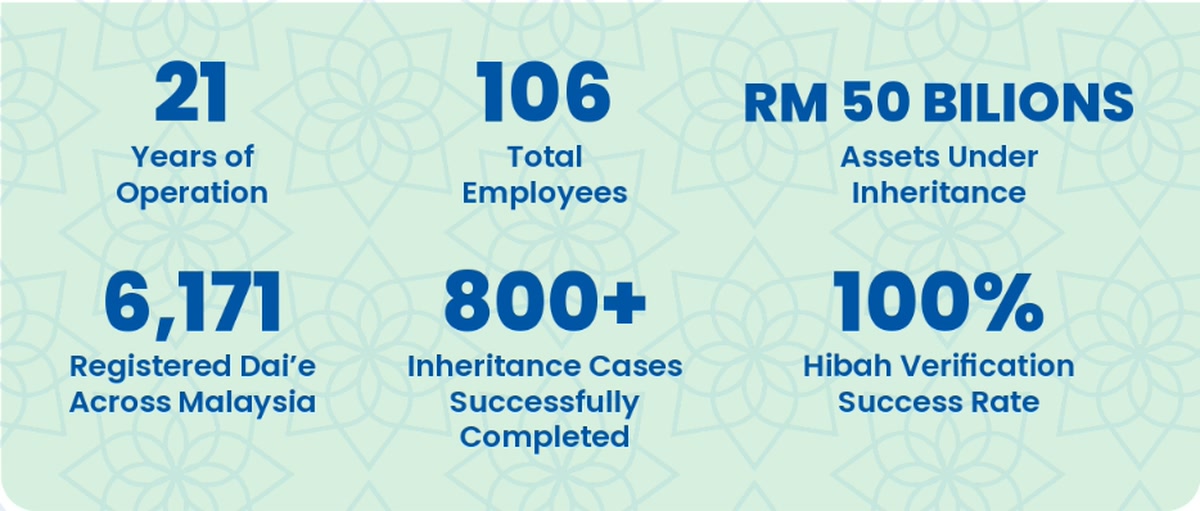 21
Years of
Operation
106
Total
Employees
RM 50 BILIONS
Assets Under
Inheritance
6,171
Registered Dai’e
Across Malaysia
800+
Inheritance Cases
Successfully
Completed
100%
Hibah Verification
Success Rate